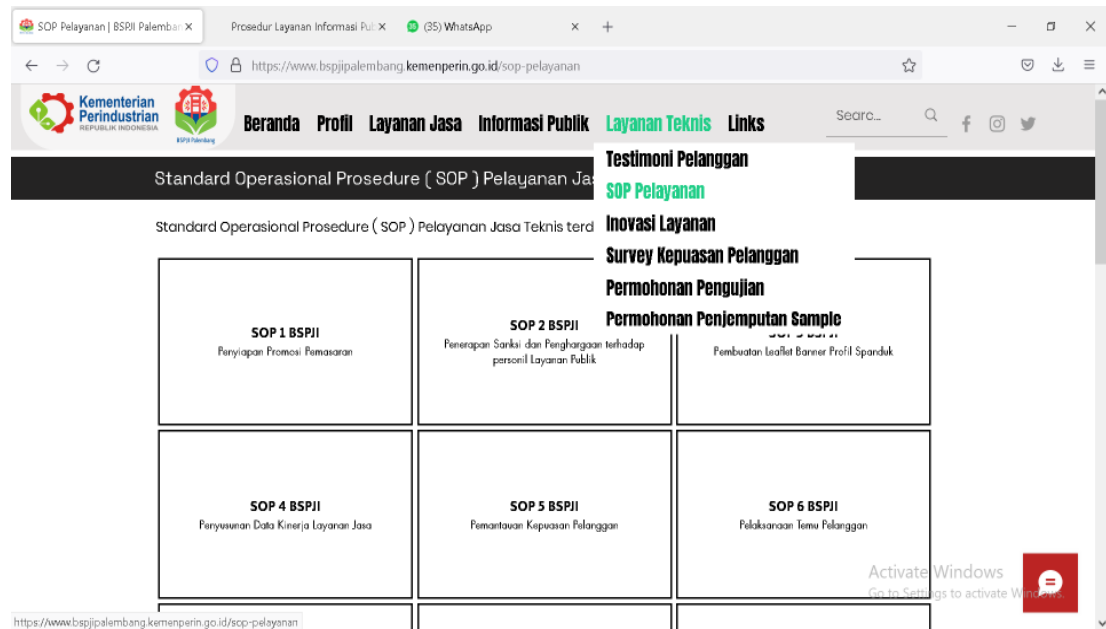 SOP Pelayanan | BSPJI Palemban
Prosedur Layanan Informasi Pub
(35) WhatsApp
https://www.bspjipalembang.kemenperin.go.id/sop-pelayanan
Kementerian
Perindustrian
REPUBLIK INDONESIA
BSPJI Palembang
Beranda Profil Layanan Jasa Informasi Publik Layanan Teknis Links
Searc...
Testimoni Pelanggan
SOP Pelayanan
Inovasi Layanan
Survey Kepuasan Pelanggan
Permohonan Pengujian
Permohonan Penjemputan Sample
Standard Operasional Prosedure ( SOP ) Pelayanan Jas
Standard Operasional Prosedure ( SOP ) Pelayanan Jasa Teknis terd
SOP 1 BSPJI
Penyiapan Promosi Pemasaran
SOP 2 BSPJI
Penerapan Sanksi dan Penghargaan terhadap
personil Layanan Publik
Pembuatan Leaflet Banner Profil Spanduk
SOP 4 BSPJI
Penyusunan Data Kinerja Layanan Jasa
SOP 5 BSPJI
Pemantauan Kepuasan Pelanggan
SOP 6 BSPJI
Pelaksanaan Temu Pelanggan
Activate Windows
Go to Settings to activate Windows.
https://www.bspjipalembang.kemenperin.go.id/sop-pelayanan